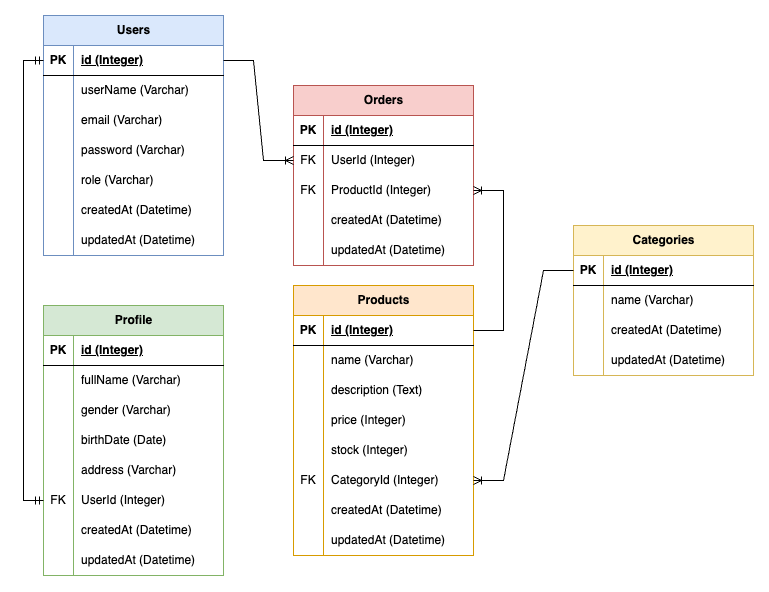 Users
PK id (Integer)
userName (Varchar)
email (Varchar)
password (Varchar)
role (Varchar)
createdAt (Datetime)
updatedAt (Datetime)
Orders
PK id (Integer)
FK UserId (Integer)
FK ProductId (Integer)
createdAt (Datetime)
updatedAt (Datetime)
Categories
PK id (Integer)
name (Varchar)
createdAt (Datetime)
updatedAt (Datetime)
Profile
PK id (Integer)
fullName (Varchar)
gender (Varchar)
birthDate (Date)
address (Varchar)
FK UserId (Integer)
createdAt (Datetime)
updatedAt (Datetime)
Products
PK id (Integer)
name (Varchar)
description (Text)
price (Integer)
stock (Integer)
FK CategoryId (Integer)
createdAt (Datetime)
updatedAt (Datetime)